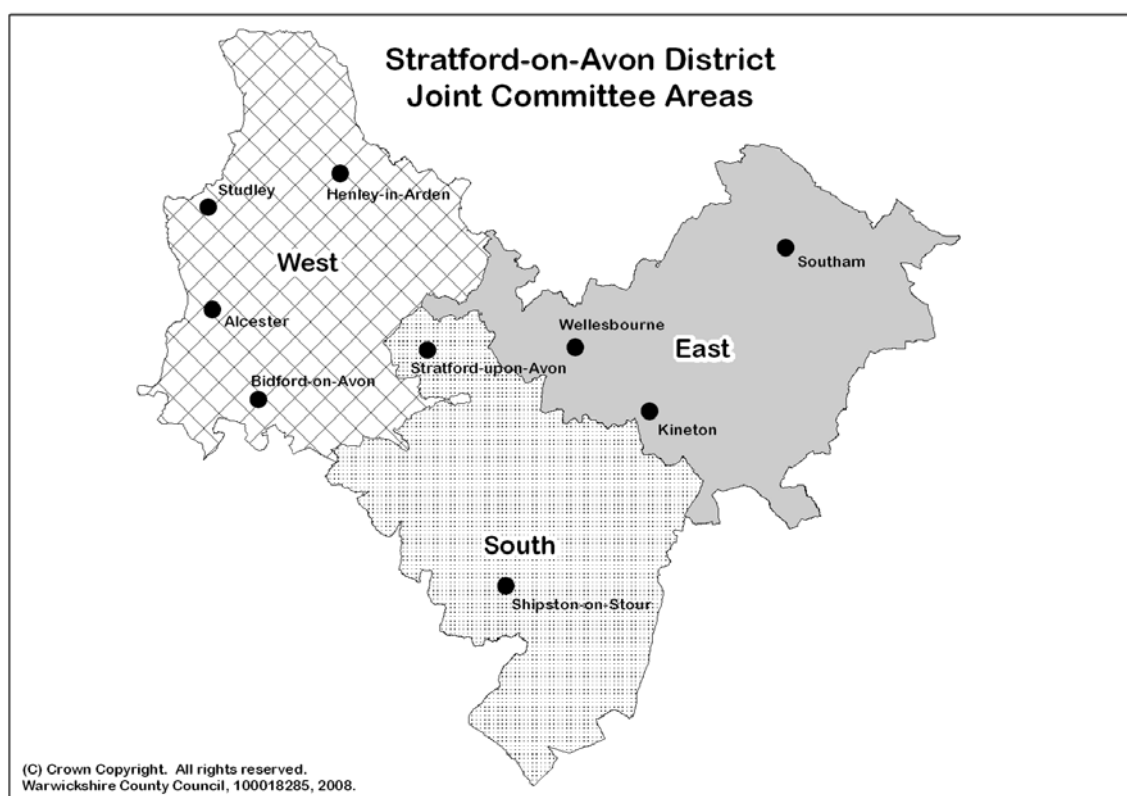 Stratford-on-Avon District
Joint Committee Areas
Studley
Henley-in-Arden
West
Southam
Alcester
Wellesbourne
East
Stratford-upon-Avon
Bidford-on-Avon
Kineton
South
Shipston-on-Stour
(C) Crown Copyright. All rights reserved.
Warwickshire County Council, 100018285, 2008.